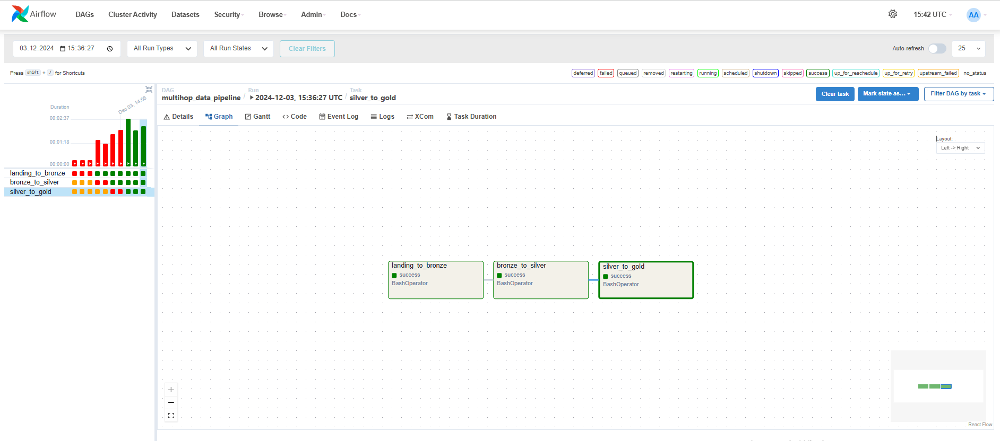 Airflow DAGs Cluster Activity Datasets Security Browse Admin Docs 15:42 UTC AA
03.12.2024 15:36:27 All Run Types All Run States Clear Filters Auto-refresh 25
Press shift + / for Shortcuts deferred failed queued removed restarting running scheduled shutdown skipped success up_for_reschedule up_for_retry upstream_failed no_status
DAG Run Task
multihop_data_pipeline / 2024-12-03, 15:36:27 UTC / silver_to_gold
Clear task Mark state as... Filter DAG by task
Details Graph Gantt Code Event Log Logs XCom Task Duration
Dec 03, 14:56
Duration
00:02:37
00:01:18
00:00:00
landing_to_bronze
bronze_to_silver
silver_to_gold
Layout:
Left -> Right
landing_to_bronze
success
BashOperator
bronze_to_silver
success
BashOperator
silver_to_gold
success
BashOperator
React Flow